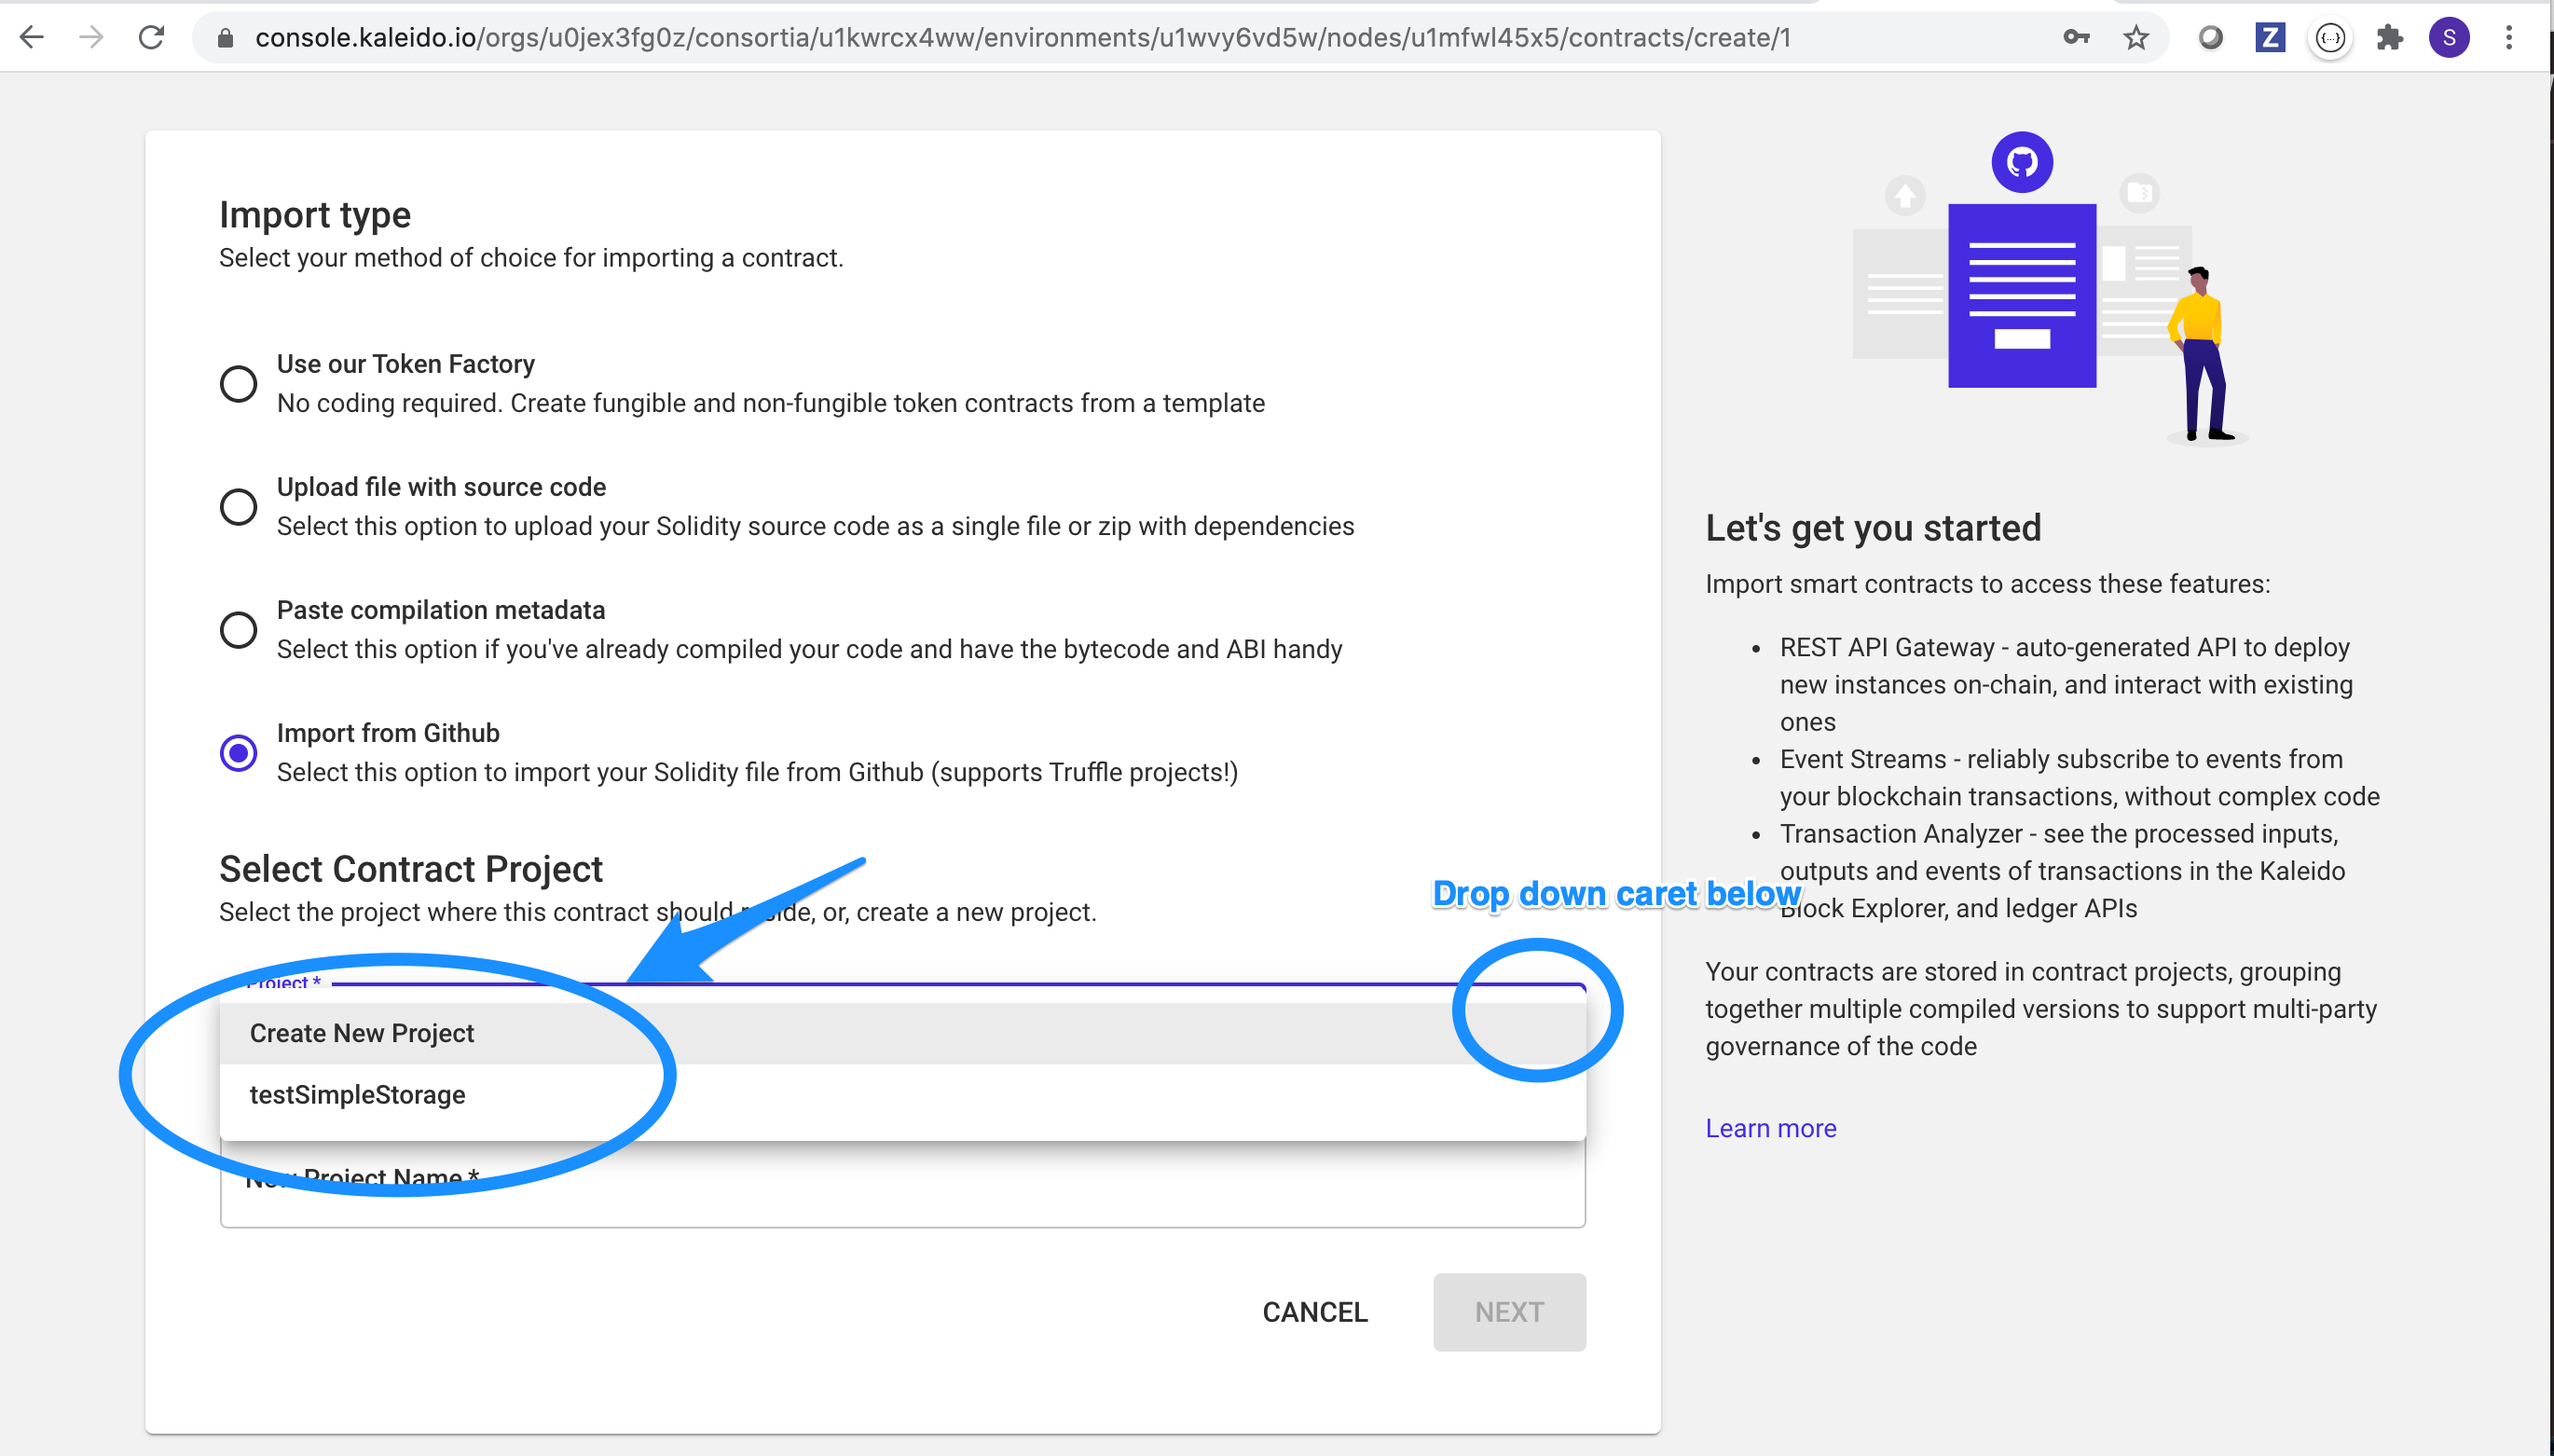 console.kaleido.io/orgs/u0jex3fg0z/consortia/u1kwrcx4ww/environments/u1wvy6vd5w/nodes/u1mfwl45x5/contracts/create/1
Z
{...}
S
Import type
Select your method of choice for importing a contract.
Use our Token Factory
No coding required. Create fungible and non-fungible token contracts from a template
Upload file with source code
Select this option to upload your Solidity source code as a single file or zip with dependencies
Paste compilation metadata
Select this option if you've already compiled your code and have the bytecode and ABI handy
Import from Github
Select this option to import your Solidity file from Github (supports Truffle projects!)
Select Contract Project
Select the project where this contract should reside, or, create a new project.
Project *
Create New Project
testSimpleStorage
New Project Name *
CANCEL
NEXT
Drop down caret below
Let's get you started
Import smart contracts to access these features:
REST API Gateway - auto-generated API to deploy
new instances on-chain, and interact with existing
ones
Event Streams - reliably subscribe to events from
your blockchain transactions, without complex code
Transaction Analyzer - see the processed inputs,
outputs and events of transactions in the Kaleido
Block Explorer, and ledger APIs
Your contracts are stored in contract projects, grouping
together multiple compiled versions to support multi-party
governance of the code
Learn more